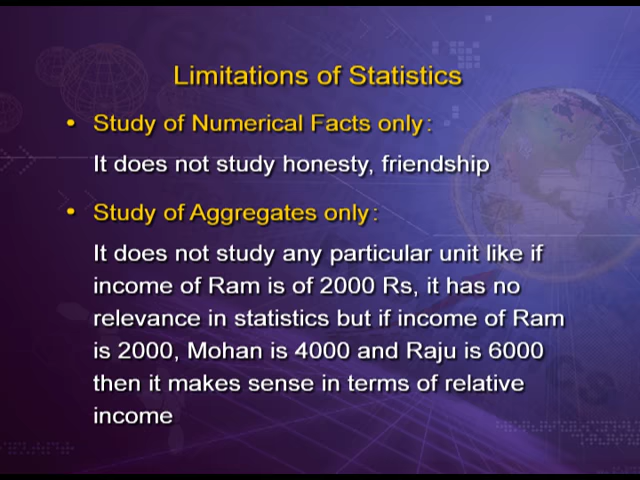 Limitations of Statistics
• Study of Numerical Facts only:
It does not study honesty, friendship
• Study of Aggregates only:
It does not study any particular unit like if
income of Ram is of 2000 Rs, it has no
relevance in statistics but if income of Ram
is 2000, Mohan is 4000 and Raju is 6000
then it makes sense in terms of relative
income